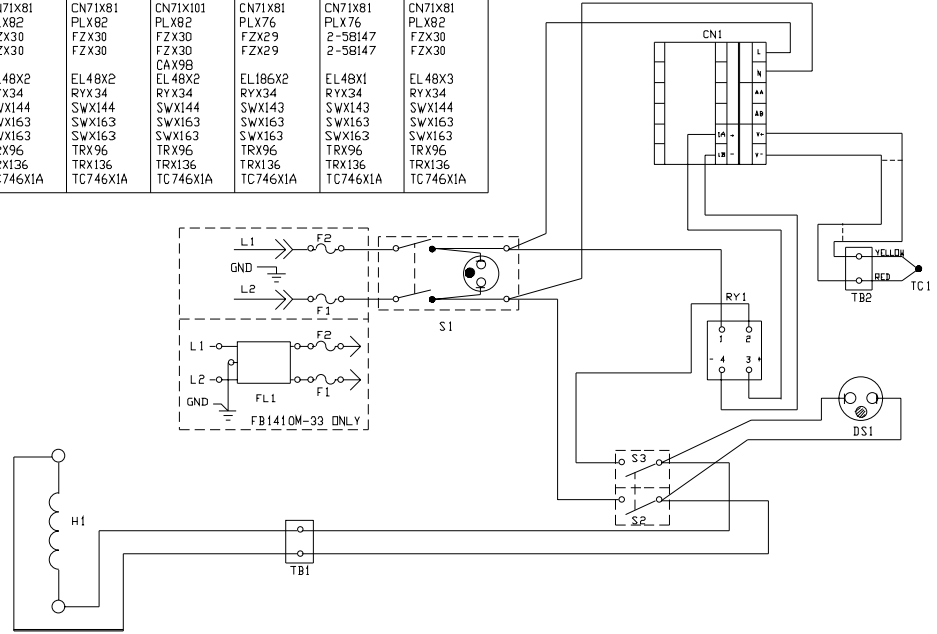 N71X81 CN71X81 CN71X101 CN71X81 CN71X81 CN71X81
LX82 PLX82 PLX82 PLX76 PLX76 PLX82
ZX30 FZX30 FZX30 FZX29 2-58147 FZX30
ZX30 FZX30 FZX30 FZX29 2-58147 FZX30
CAX98
L48X2 EL48X2 EL48X2 EL186X2 EL48X1 EL48X3
YX34 RYX34 RYX34 RYX34 RYX34 RYX34
WX144 SWX144 SWX144 SWX143 SWX143 SWX144
WX163 SWX163 SWX163 SWX163 SWX163 SWX163
WX163 SWX163 SWX163 SWX163 SWX163 SWX163
RX96 TRX96 TRX96 TRX96 TRX96 TRX96
RX136 TRX136 TRX136 TRX136 TRX136 TRX136
C746X1A TC746X1A TC746X1A TC746X1A TC746X1A TC746X1A
CN1
L
N
AA
AB
1A + V+
1B - V-
L1
F2
GND
L2
F1
S1
YELLOW
RED
TB2
TC1
RY1
1 2
- 4 3 +
L1
F2
L2
F1
GND
FL1
FB1410M-33 ONLY
DS1
S3
S2
H1
TB1